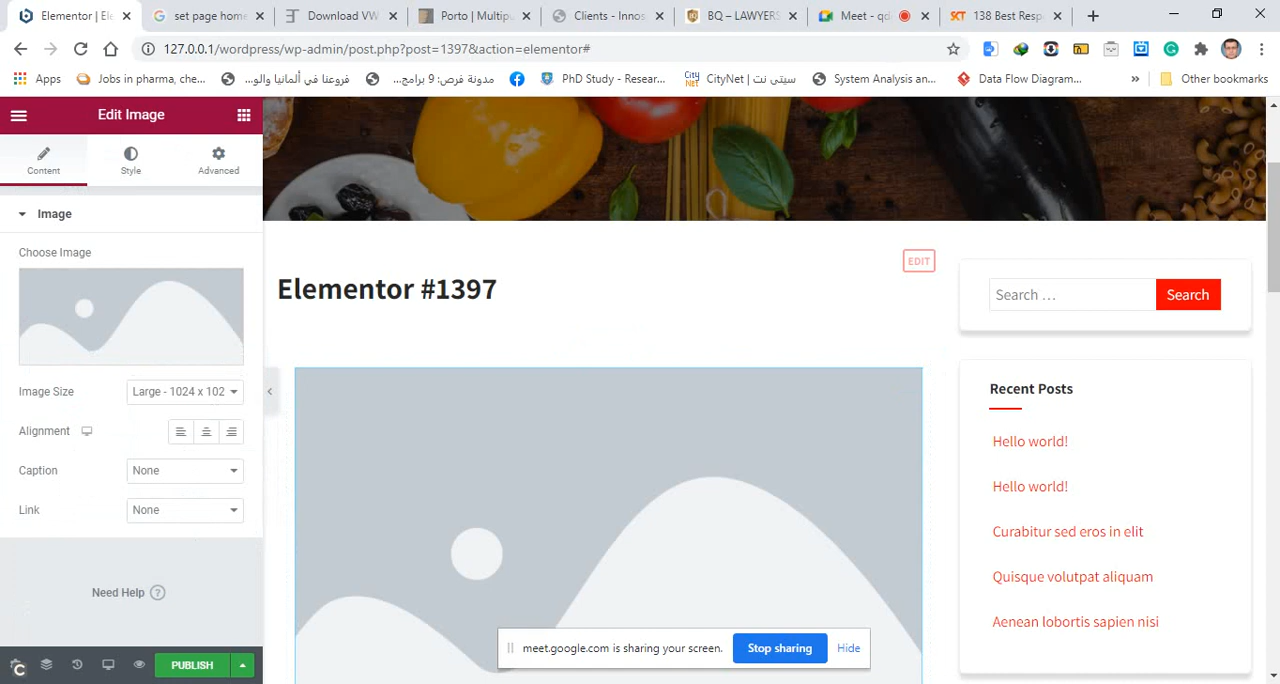 Elementor | Ele
set page home
Download VW
Porto | Multipu
Clients - Innos
BQ – LAWYERS
Meet - qd
138 Best Respo
127.0.0.1/wordpress/wp-admin/post.php?post=1397&action=elementor#
Apps
Jobs in pharma, che...
فروعنا في ألمانيا والو...
مدونة فرص: 9 برامج...
PhD Study - Resear...
CityNet | سيتي نت
System Analysis an...
Data Flow Diagram...
»
Other bookmarks
Edit Image
Content
Style
Advanced
Image
Choose Image
Image Size
Large - 1024 x 102
Alignment
Caption
None
Link
None
Need Help ?
PUBLISH
Elementor #1397
EDIT
Search …
Search
Recent Posts
Hello world!
Hello world!
Curabitur sed eros in elit
Quisque volutpat aliquam
Aenean lobortis sapien nisi
meet.google.com is sharing your screen.
Stop sharing
Hide